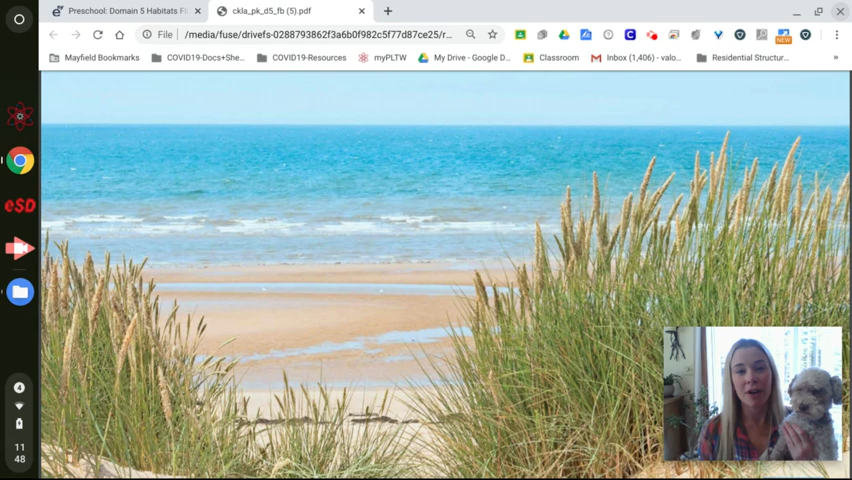 Preschool: Domain 5 Habitats Fl
ckla_pk_d5_fb (5).pdf
File /media/fuse/drivefs-0288793862f3a6b0f982c5f77d87ce25/r...
NEW
Mayfield Bookmarks COVID19-Docs+She... COVID19-Resources myPLTW My Drive - Google D... Classroom Inbox (1,406) - valo... Residential Structur... »
eSD
4
11
48